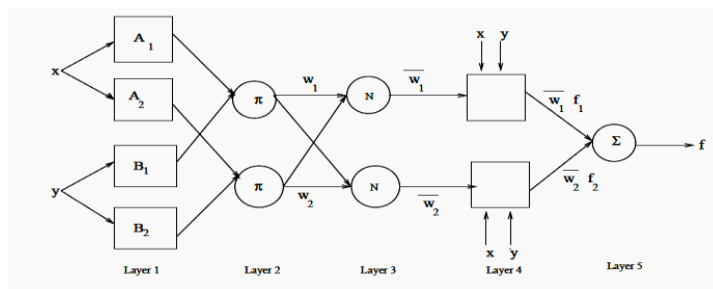 A1
x y
x
w1
w̅1̅
A2
π
N
w̅1̅ f1
Σ
f
B1
y
π
N
w̅2̅ f2
w2
w̅2̅
B2
x y
Layer 1
Layer 2
Layer 3
Layer 4
Layer 5